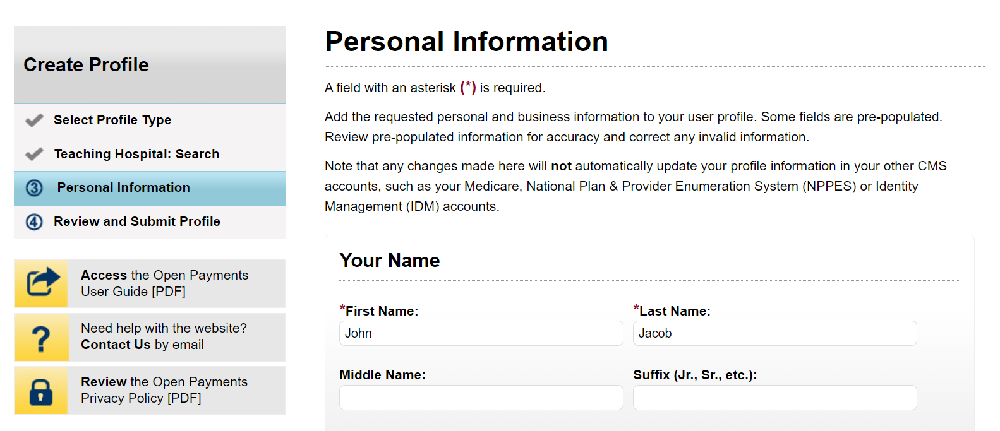 Create Profile
Select Profile Type
Teaching Hospital: Search
3 Personal Information
4 Review and Submit Profile
Access the Open Payments
User Guide [PDF]
? Need help with the website?
Contact Us by email
Review the Open Payments
Privacy Policy [PDF]
Personal Information
A field with an asterisk (*) is required.
Add the requested personal and business information to your user profile. Some fields are pre-populated.
Review pre-populated information for accuracy and correct any invalid information.
Note that any changes made here will not automatically update your profile information in your other CMS
accounts, such as your Medicare, National Plan & Provider Enumeration System (NPPES) or Identity
Management (IDM) accounts.
Your Name
*First Name: *Last Name:
John Jacob
Middle Name: Suffix (Jr., Sr., etc.):